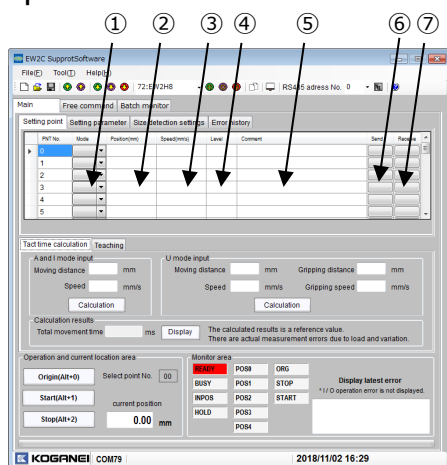 ① ② ③ ④ ⑤ ⑥ ⑦
EW2C SupprotSoftware
File(F) Tool(T) Help(H)
72:EW2H8 RS485 adress No. 0
Main Free command Batch monitor
Setting point Setting parameter Size detection settings Error history
PNT No. Mode Position(mm) Speed(mm/s) Level Comment Send Receive
0
1
2
3
4
5
Tact time calculation Teaching
A and I mode input U mode input
Moving distance mm Moving distance mm Gripping distance mm
Speed mm/s Speed mm/s Gripping speed mm/s
Calculation Calculation
Calculation results
Total movement time ms Display The calculated results is a reference value.
There are actual measurement errors due to load and variation.
Operation and current location area Monitor area
Origin(Alt+0) Select point No. 00 READY POS0 ORG
BUSY POS1 STOP Display latest error
Start(Alt+1) INPOS POS2 START *I / O operation error is not displayed.
current position HOLD POS3
Stop(Alt+2) 0.00 mm POS4
KOGANEI COM79 2018/11/02 16:29